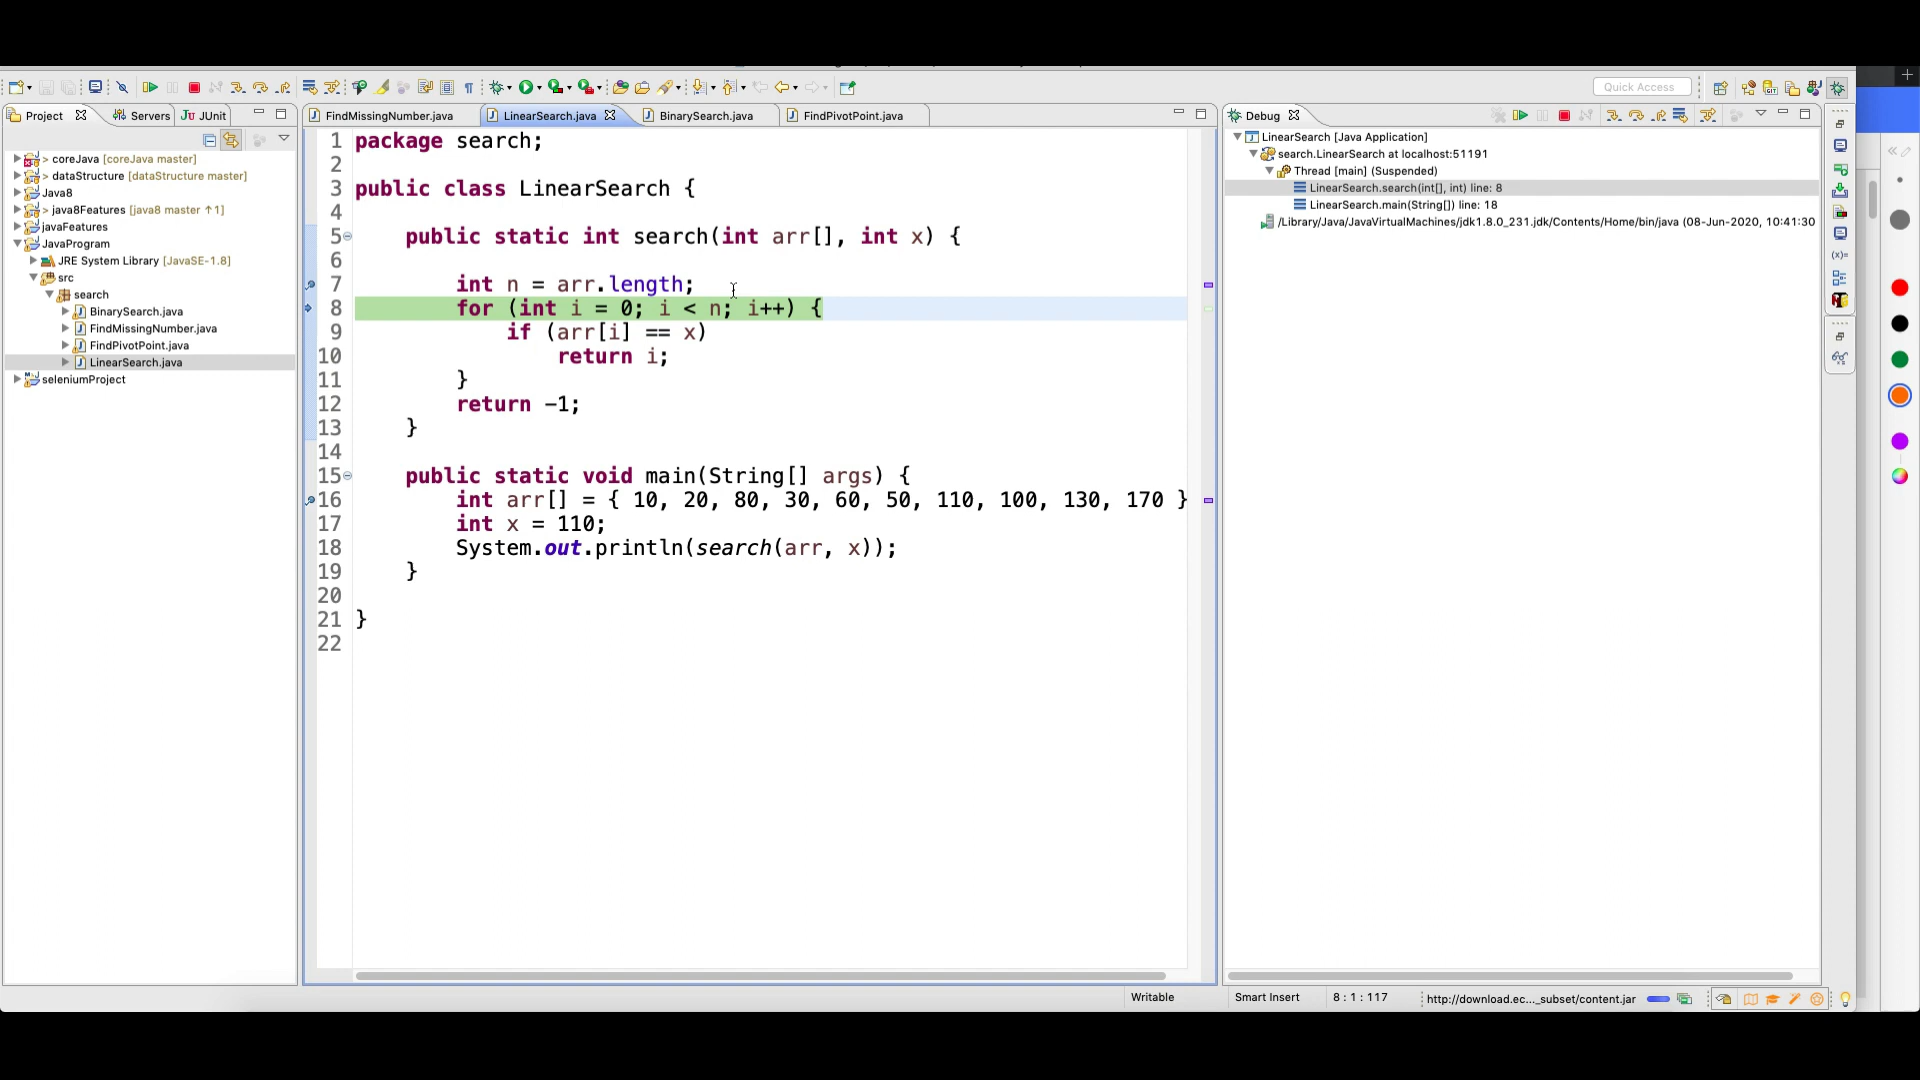 Quick Access
Project
Servers
JUnit
> coreJava [coreJava master]
> dataStructure [dataStructure master]
Java8
> java8Features [java8 master ↑1]
javaFeatures
JavaProgram
JRE System Library [JavaSE-1.8]
src
search
BinarySearch.java
FindMissingNumber.java
FindPivotPoint.java
LinearSearch.java
seleniumProject
FindMissingNumber.java
LinearSearch.java
BinarySearch.java
FindPivotPoint.java
1 package search;
2
3 public class LinearSearch {
4
5 public static int search(int arr[], int x) {
6
7 int n = arr.length;
8 for (int i = 0; i < n; i++) {
9 if (arr[i] == x)
10 return i;
11 }
12 return -1;
13 }
14
15 public static void main(String[] args) {
16 int arr[] = { 10, 20, 80, 30, 60, 50, 110, 100, 130, 170 }
17 int x = 110;
18 System.out.println(search(arr, x));
19 }
20
21 }
22
Debug
LinearSearch [Java Application]
search.LinearSearch at localhost:51191
Thread [main] (Suspended)
LinearSearch.search(int[], int) line: 8
LinearSearch.main(String[]) line: 18
/Library/Java/JavaVirtualMachines/jdk1.8.0_231.jdk/Contents/Home/bin/java (08-Jun-2020, 10:41:30
(x)=
Writable
Smart Insert
8 : 1 : 117
http://download.ec..._subset/content.jar